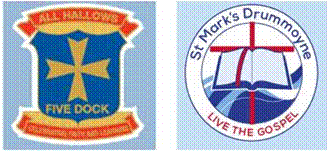 ALL HALLOWS
FIVE DOCK
CELEBRATING FAITH AND LEARNING
St Mark's Drummoyne
LIVE THE GOSPEL